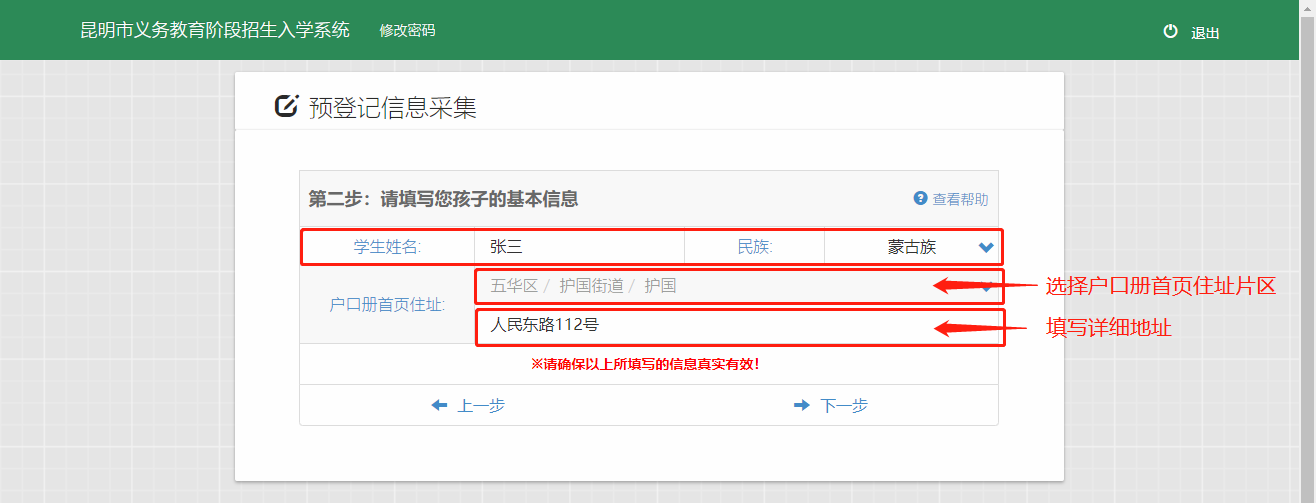 昆明市义务教育阶段招生入学系统 修改密码 退出
预登记信息采集
第二步：请填写您孩子的基本信息 查看帮助
学生姓名: 张三 民族: 蒙古族
户口册首页住址: 五华区 / 护国街道 / 护国 选择户口册首页住址片区
人民东路112号 填写详细地址
※请确保以上所填写的信息真实有效！
上一步 下一步